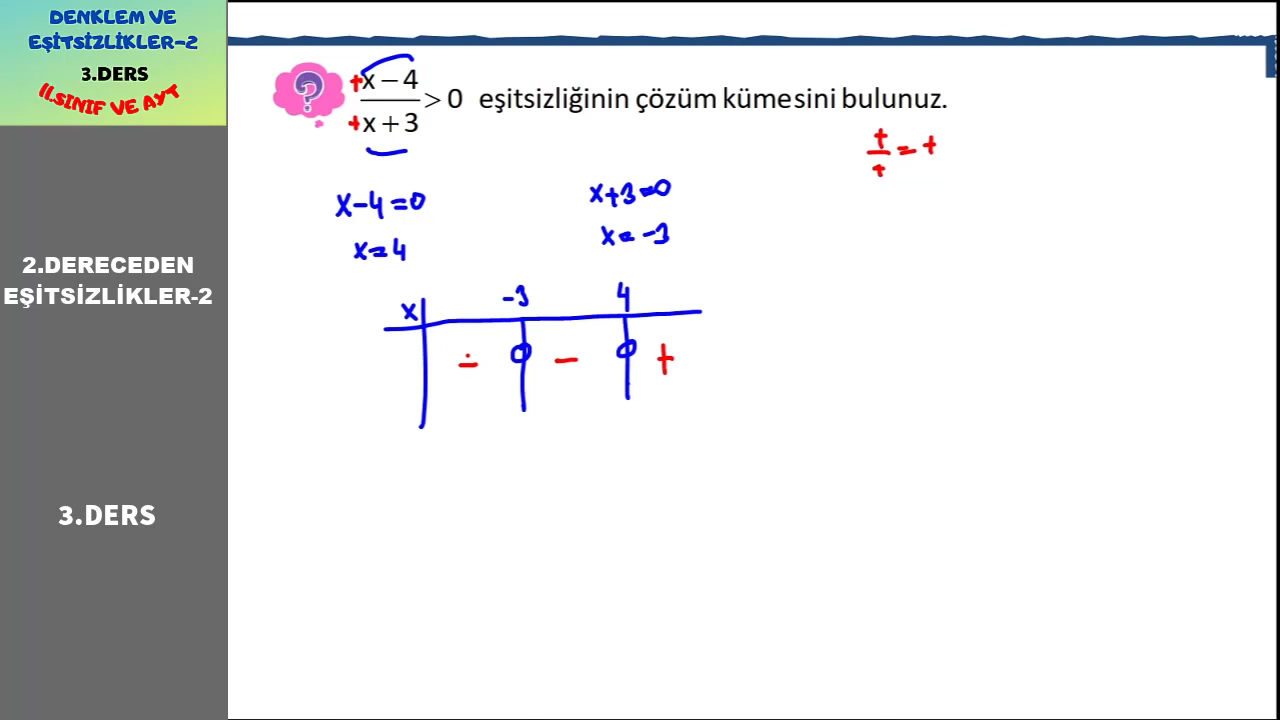 DENKLEM VE
EŞİTSİZLİKLER-2
3.DERS
11.SINIF VE AYT
2.DERECEDEN
EŞİTSİZLİKLER-2
3.DERS
+x − 4
+x + 3
> 0 eşitsizliğinin çözüm kümesini bulunuz.
+/+ = +
x-4=0
x+3=0
x=4
x=-3
x -3 4
0 - 0 +